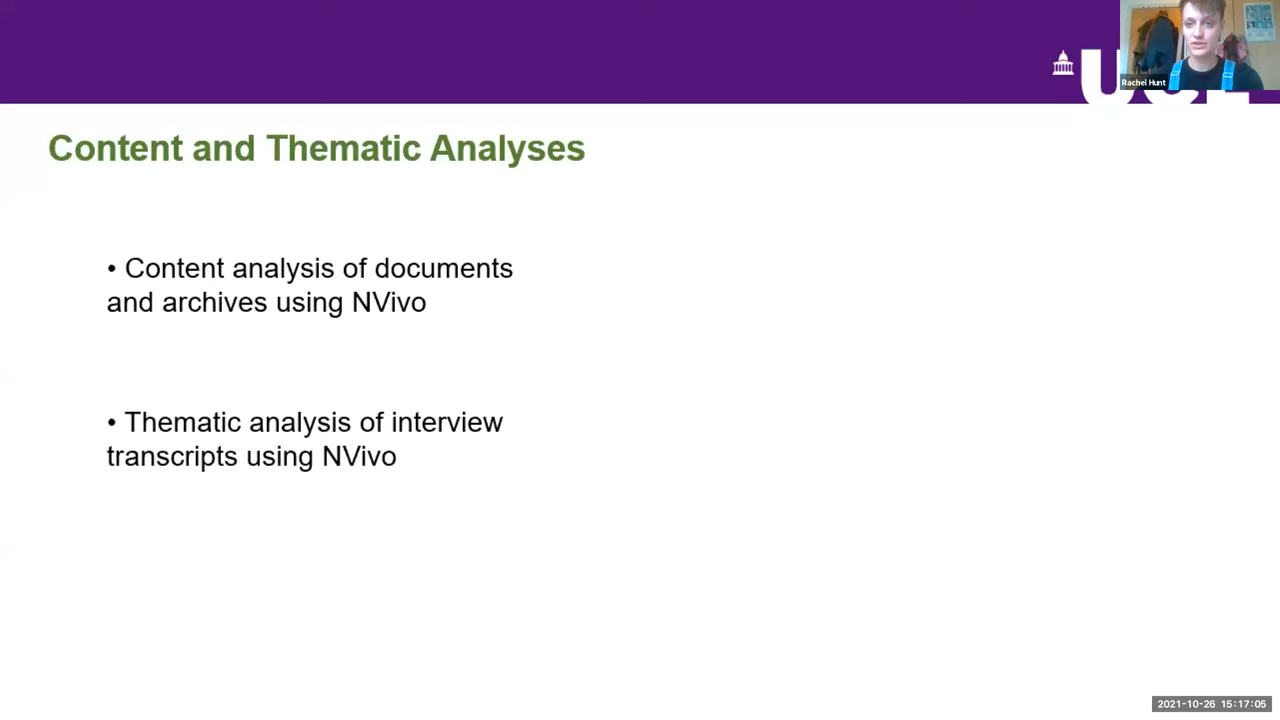 Rachel Hunt
UCL
Content and Thematic Analyses
• Content analysis of documents
and archives using NVivo
• Thematic analysis of interview
transcripts using NVivo
2021-10-26 15:17:05